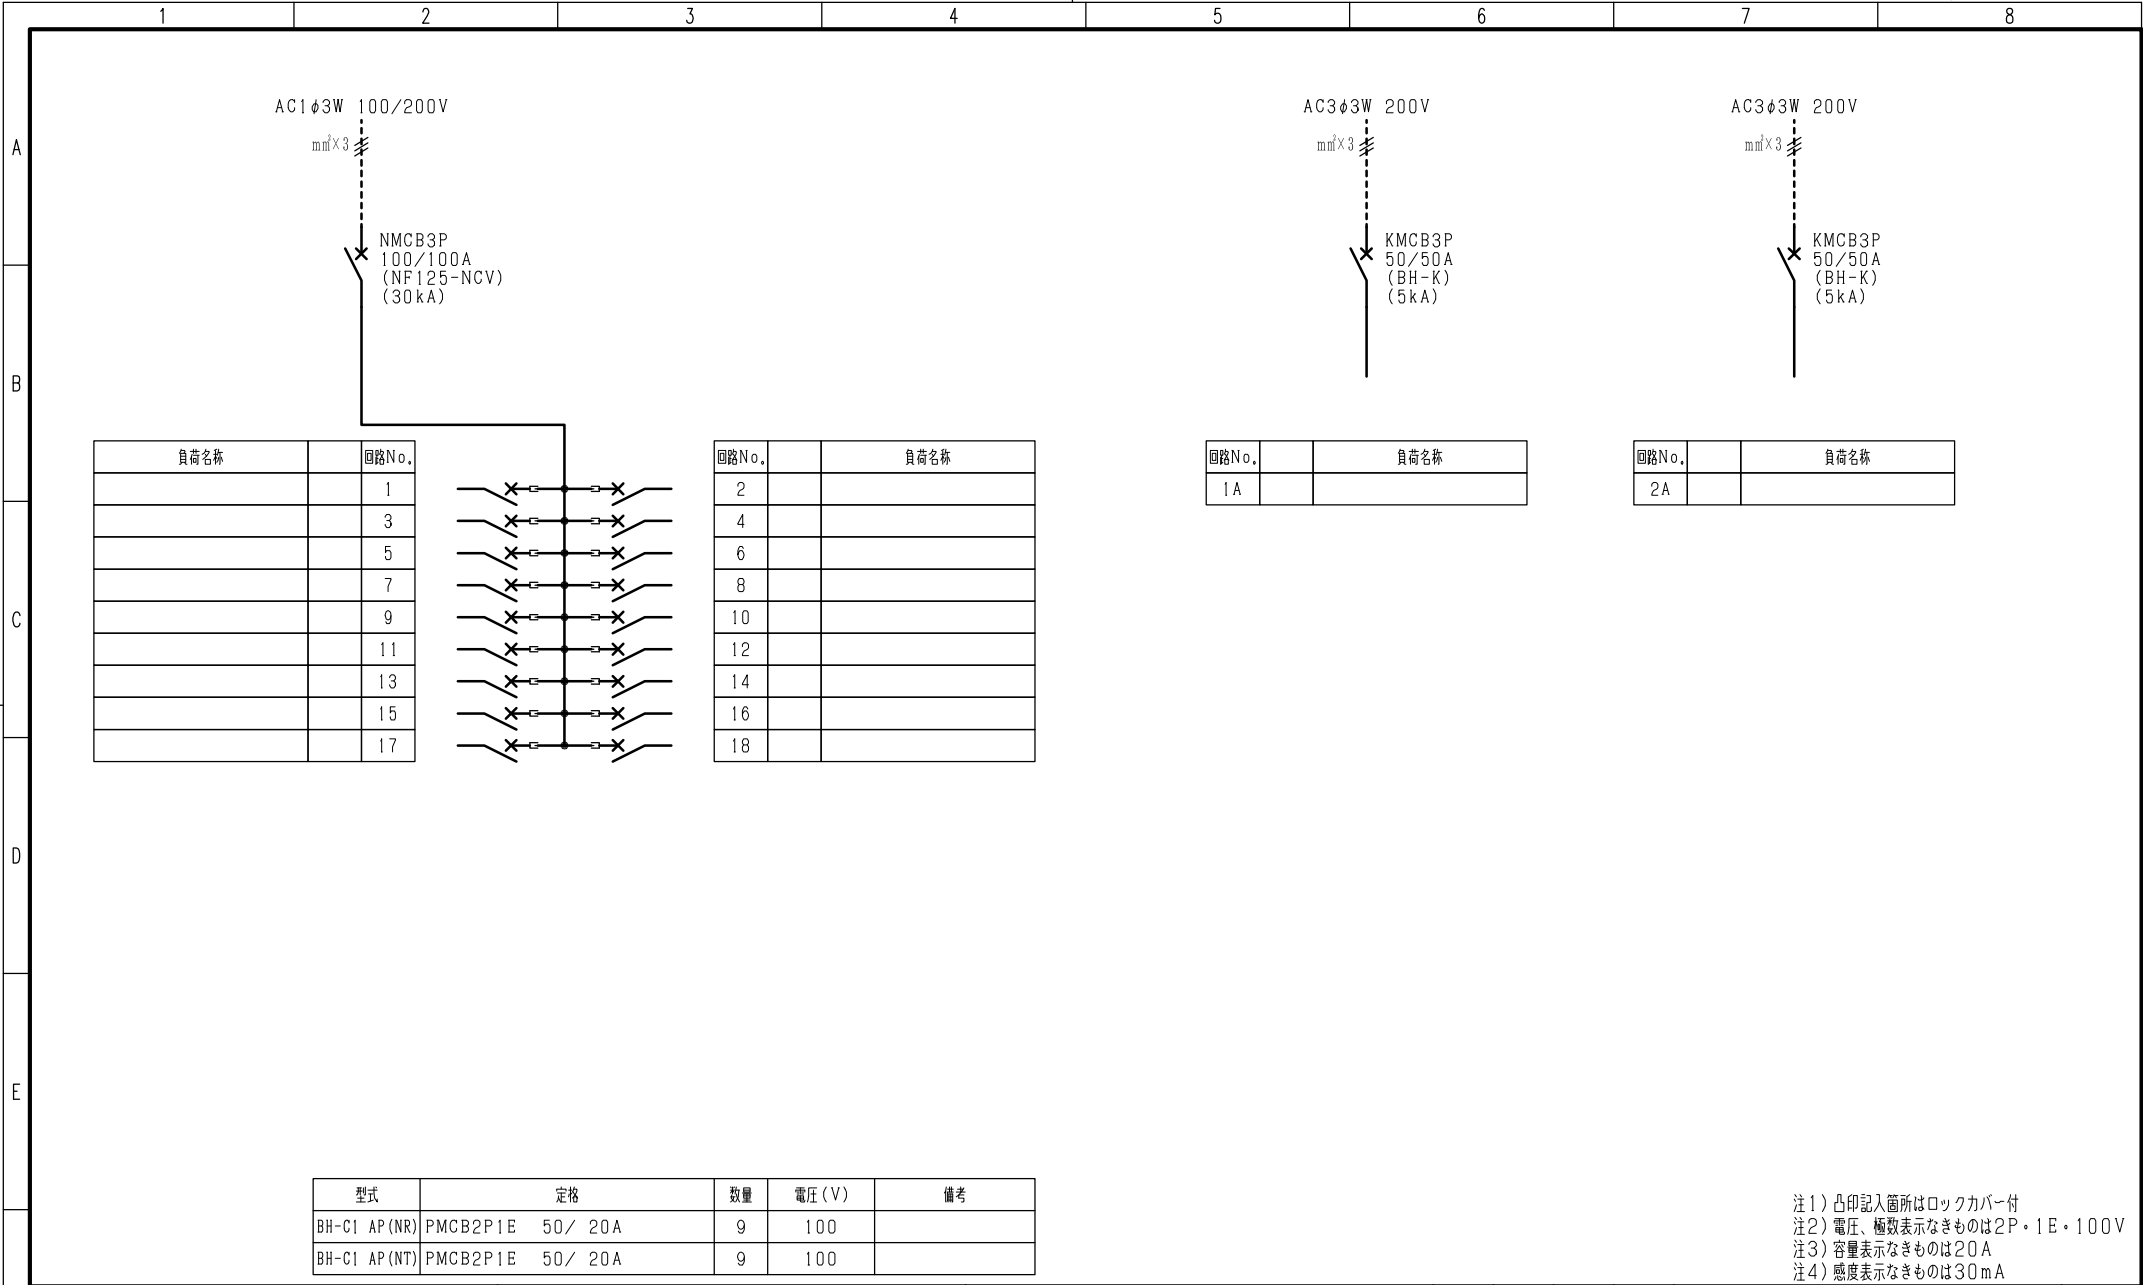 1 2 3 4 5 6 7 8
A
B
C
D
E
AC1φ3W 100/200V
mm²×3
NMCB3P
100/100A
(NF125-NCV)
(30kA)
AC3φ3W 200V
mm²×3
KMCB3P
50/50A
(BH-K)
(5kA)
AC3φ3W 200V
mm²×3
KMCB3P
50/50A
(BH-K)
(5kA)
負荷名称 回路No.
1
3
5
7
9
11
13
15
17
回路No. 負荷名称
2
4
6
8
10
12
14
16
18
回路No. 負荷名称
1A
回路No. 負荷名称
2A
型式 定格 数量 電圧(V) 備考
BH-C1 AP(NR) PMCB2P1E 50/ 20A 9 100
BH-C1 AP(NT) PMCB2P1E 50/ 20A 9 100
注1)凸印記入箇所はロックカバー付
注2)電圧、極数表示なきものは2P・1E・100V
注3)容量表示なきものは20A
注4)感度表示なきものは30mA